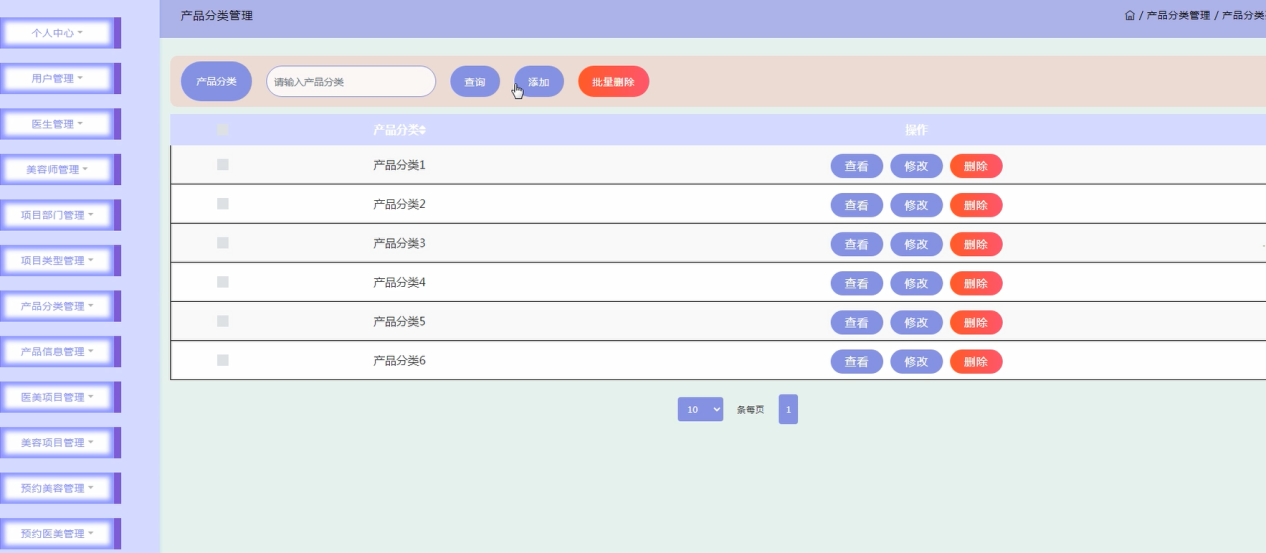 产品分类管理
/ 产品分类管理 / 产品分类
个人中心
用户管理
医生管理
美容师管理
项目部门管理
项目类型管理
产品分类管理
产品信息管理
医美项目管理
美容项目管理
预约美容管理
预约医美管理
产品分类 请输入产品分类 查询 添加 批量删除
产品分类 操作
产品分类1 查看 修改 删除
产品分类2 查看 修改 删除
产品分类3 查看 修改 删除
产品分类4 查看 修改 删除
产品分类5 查看 修改 删除
产品分类6 查看 修改 删除
10 条每页 1